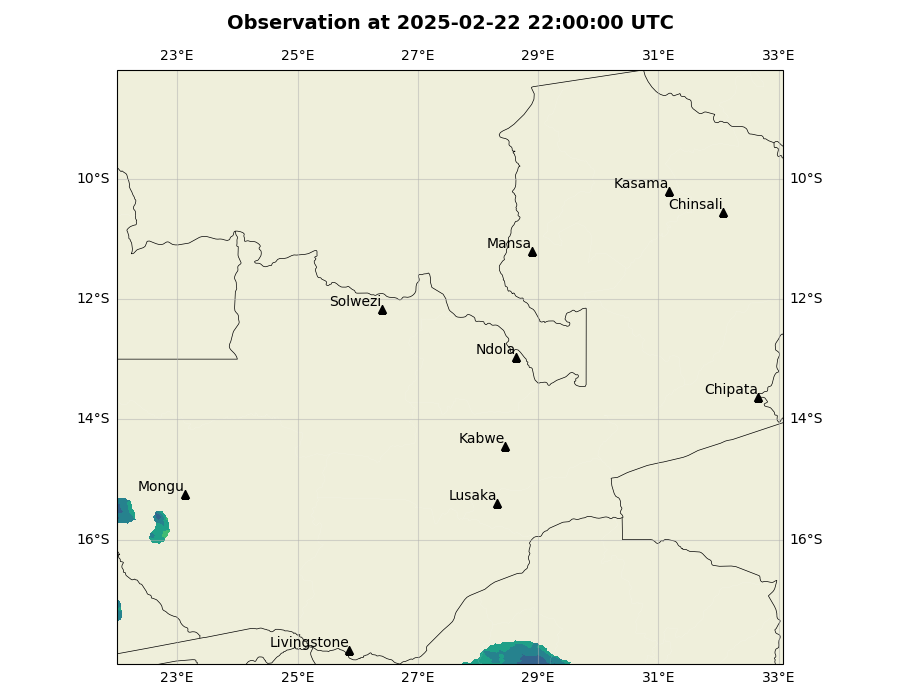 Observation at 2025-02-22 22:00:00 UTC
23°E 25°E 27°E 29°E 31°E 33°E
10°S 10°S
Kasama
Chinsali
Mansa
12°S 12°S
Solwezi
Ndola
Chipata
14°S 14°S
Kabwe
Mongu
Lusaka
16°S 16°S
Livingstone
23°E 25°E 27°E 29°E 31°E 33°E